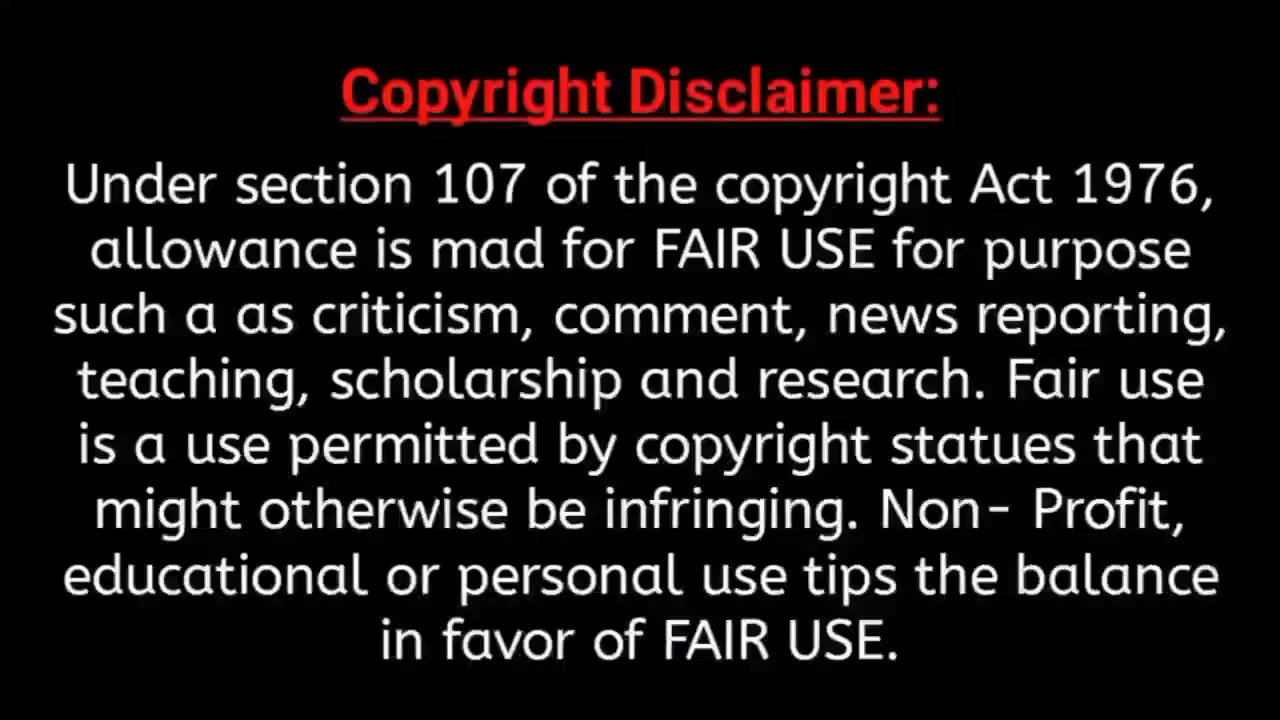 Copyright Disclaimer:
Under section 107 of the copyright Act 1976,
allowance is mad for FAIR USE for purpose
such a as criticism, comment, news reporting,
teaching, scholarship and research. Fair use
is a use permitted by copyright statues that
might otherwise be infringing. Non- Profit,
educational or personal use tips the balance
in favor of FAIR USE.